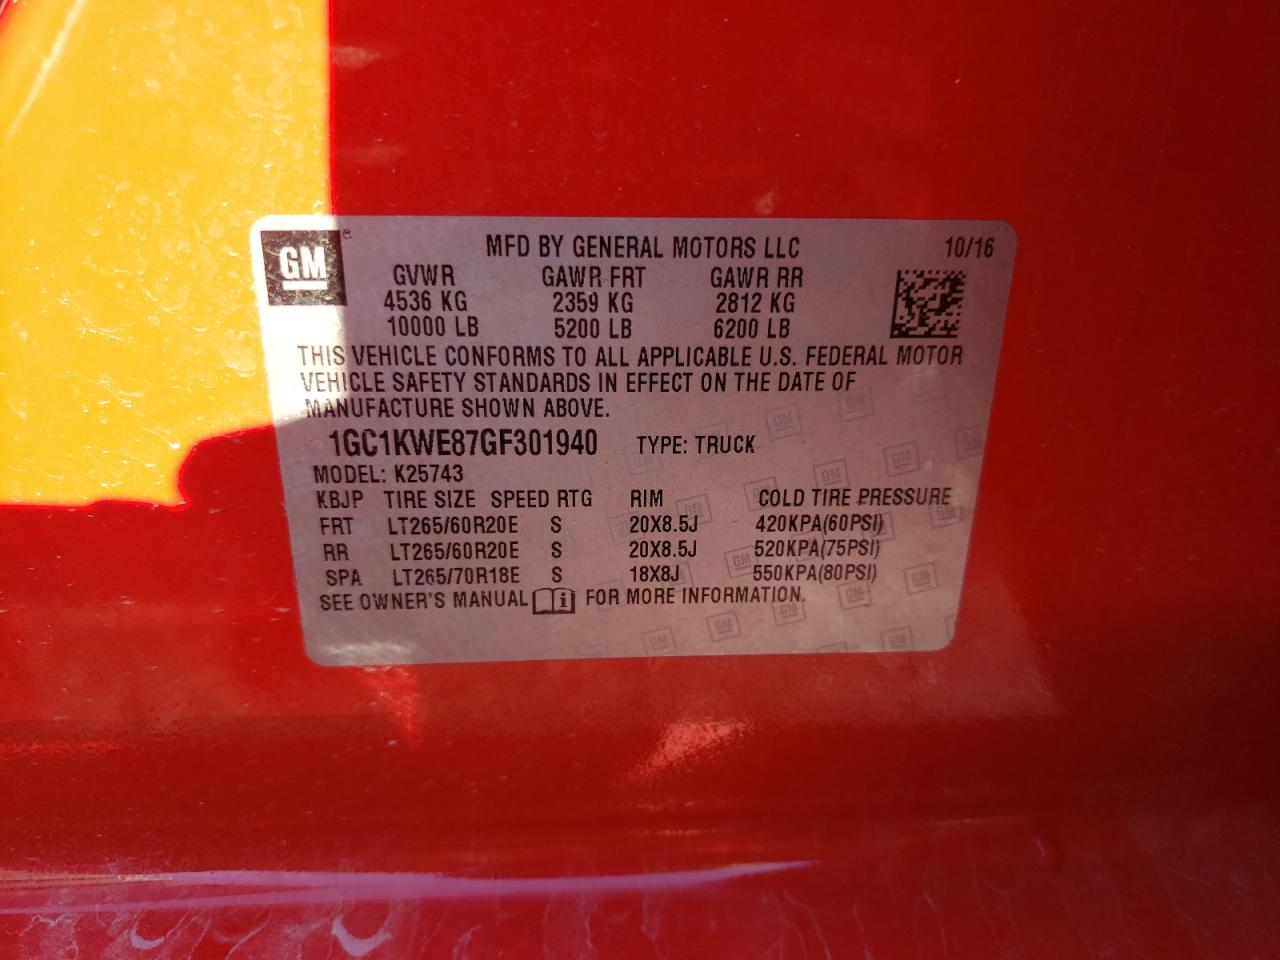 GM
MFD BY GENERAL MOTORS LLC 10/16
GVWR GAWR FRT GAWR RR
4536 KG 2359 KG 2812 KG
10000 LB 5200 LB 6200 LB
THIS VEHICLE CONFORMS TO ALL APPLICABLE U.S. FEDERAL MOTOR
VEHICLE SAFETY STANDARDS IN EFFECT ON THE DATE OF
MANUFACTURE SHOWN ABOVE.
1GC1KWE87GF301940 TYPE: TRUCK
MODEL: K25743
KBJP TIRE SIZE SPEED RTG RIM COLD TIRE PRESSURE
FRT LT265/60R20E S 20X8.5J 420KPA(60PSI)
RR LT265/60R20E S 20X8.5J 520KPA(75PSI)
SPA LT265/70R18E S 18X8J 550KPA(80PSI)
SEE OWNER'S MANUAL i FOR MORE INFORMATION.